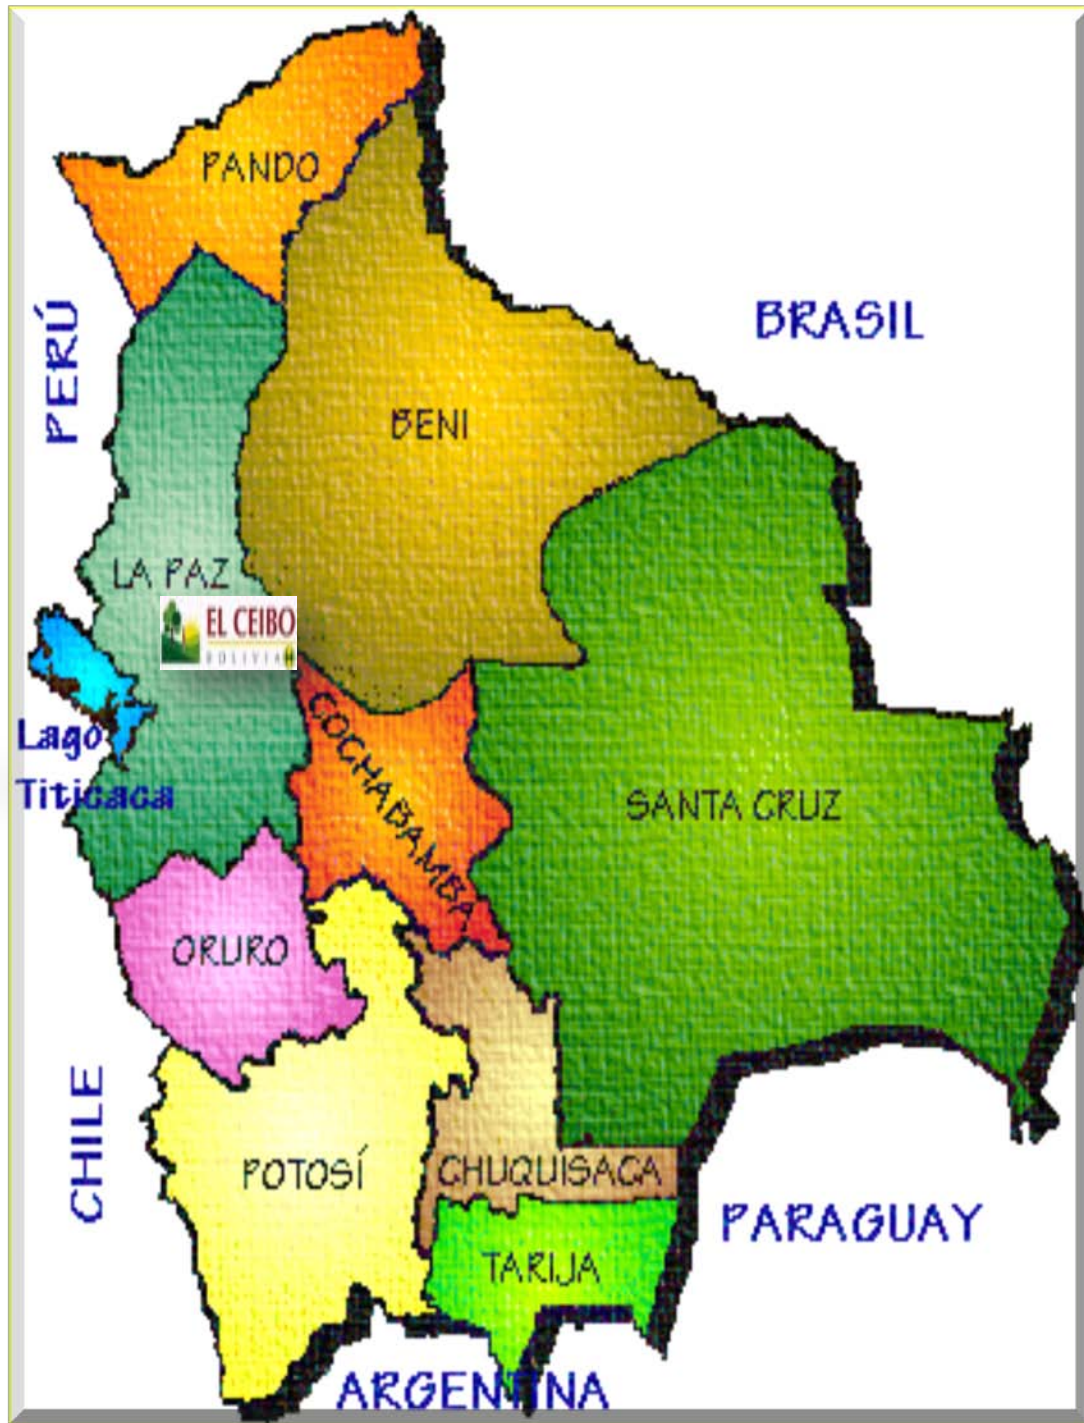 PANDO
PERÚ
BRASIL
BENI
LA PAZ
EL CEIBO
BOLIVIA
Lago
Titicaca
COCHABAMBA
SANTA CRUZ
ORURO
CHILE
POTOSÍ
CHUQUISACA
PARAGUAY
TARIJA
ARGENTINA